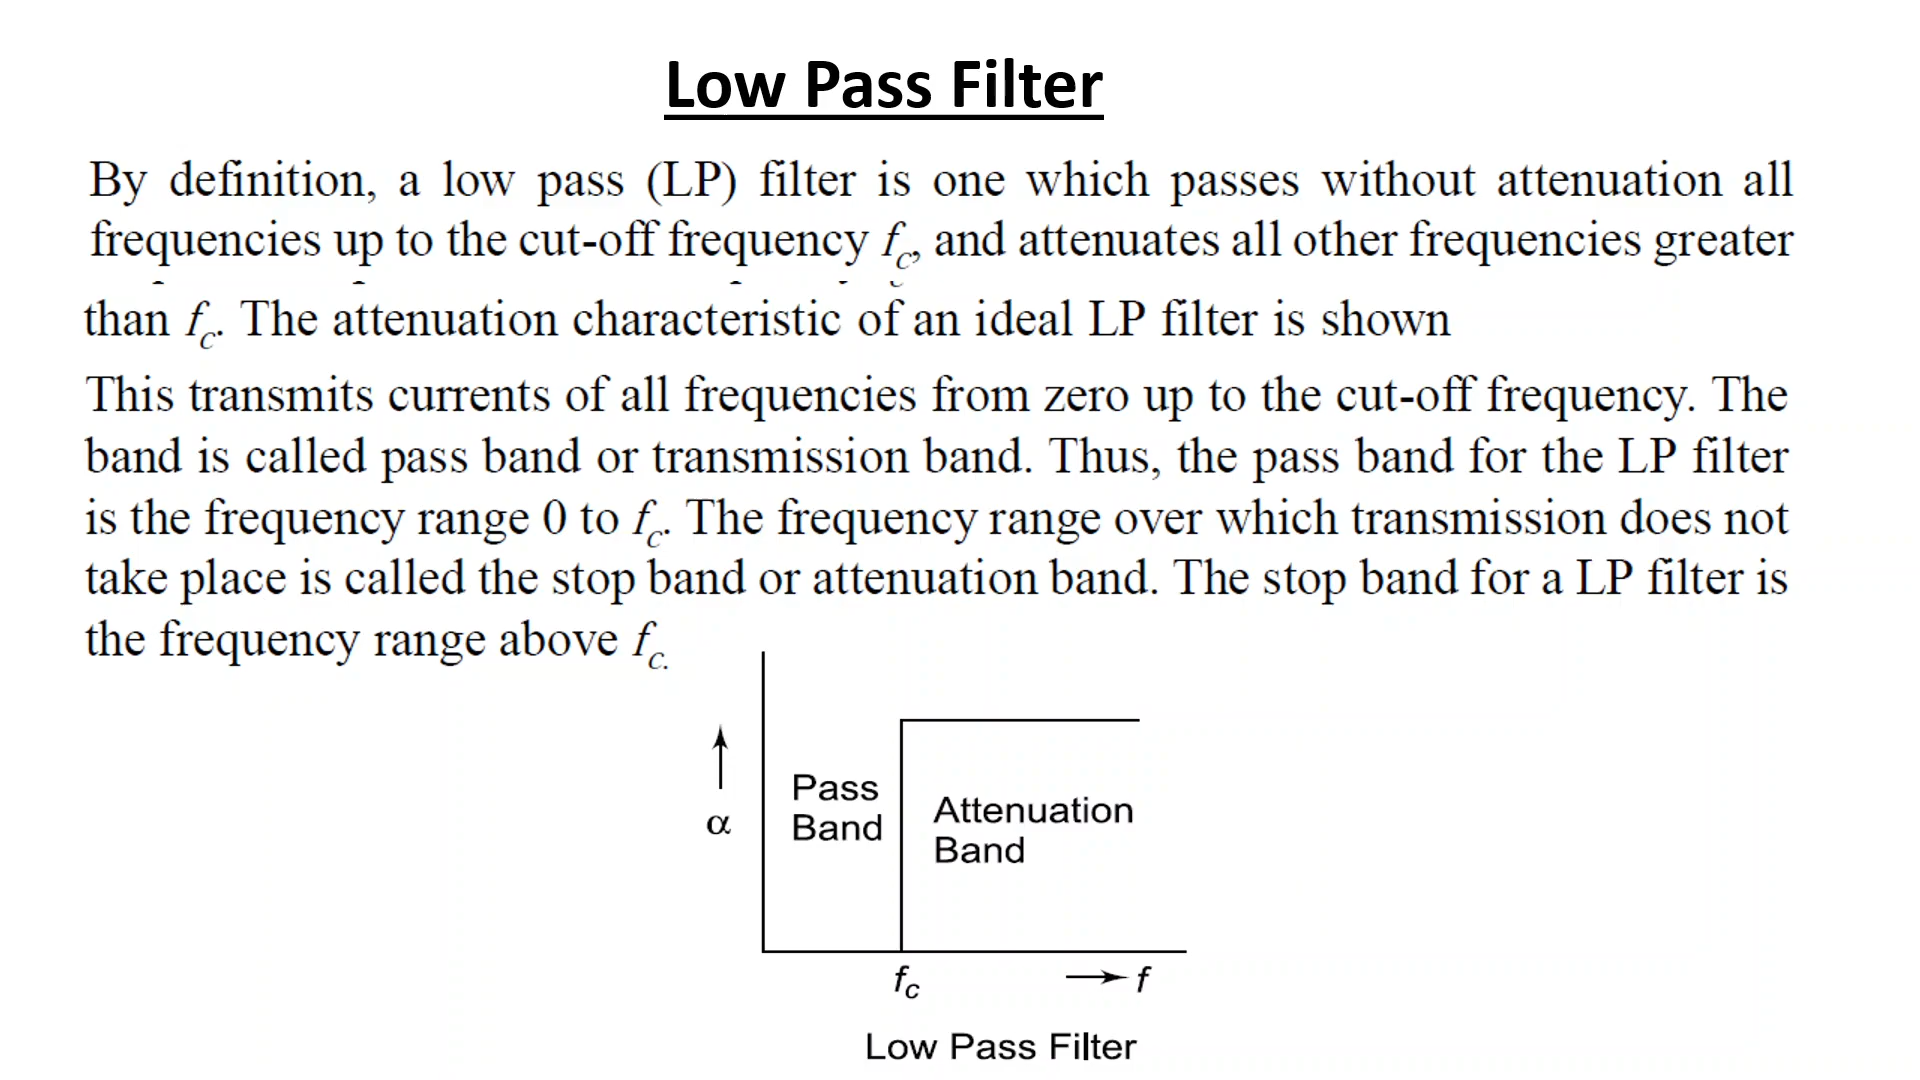 Low Pass Filter
By definition, a low pass (LP) filter is one which passes without attenuation all
frequencies up to the cut-off frequency fc, and attenuates all other frequencies greater
than fc. The attenuation characteristic of an ideal LP filter is shown
This transmits currents of all frequencies from zero up to the cut-off frequency. The
band is called pass band or transmission band. Thus, the pass band for the LP filter
is the frequency range 0 to fc. The frequency range over which transmission does not
take place is called the stop band or attenuation band. The stop band for a LP filter is
the frequency range above fc.
α
Pass
Band
Attenuation
Band
fc
f
Low Pass Filter